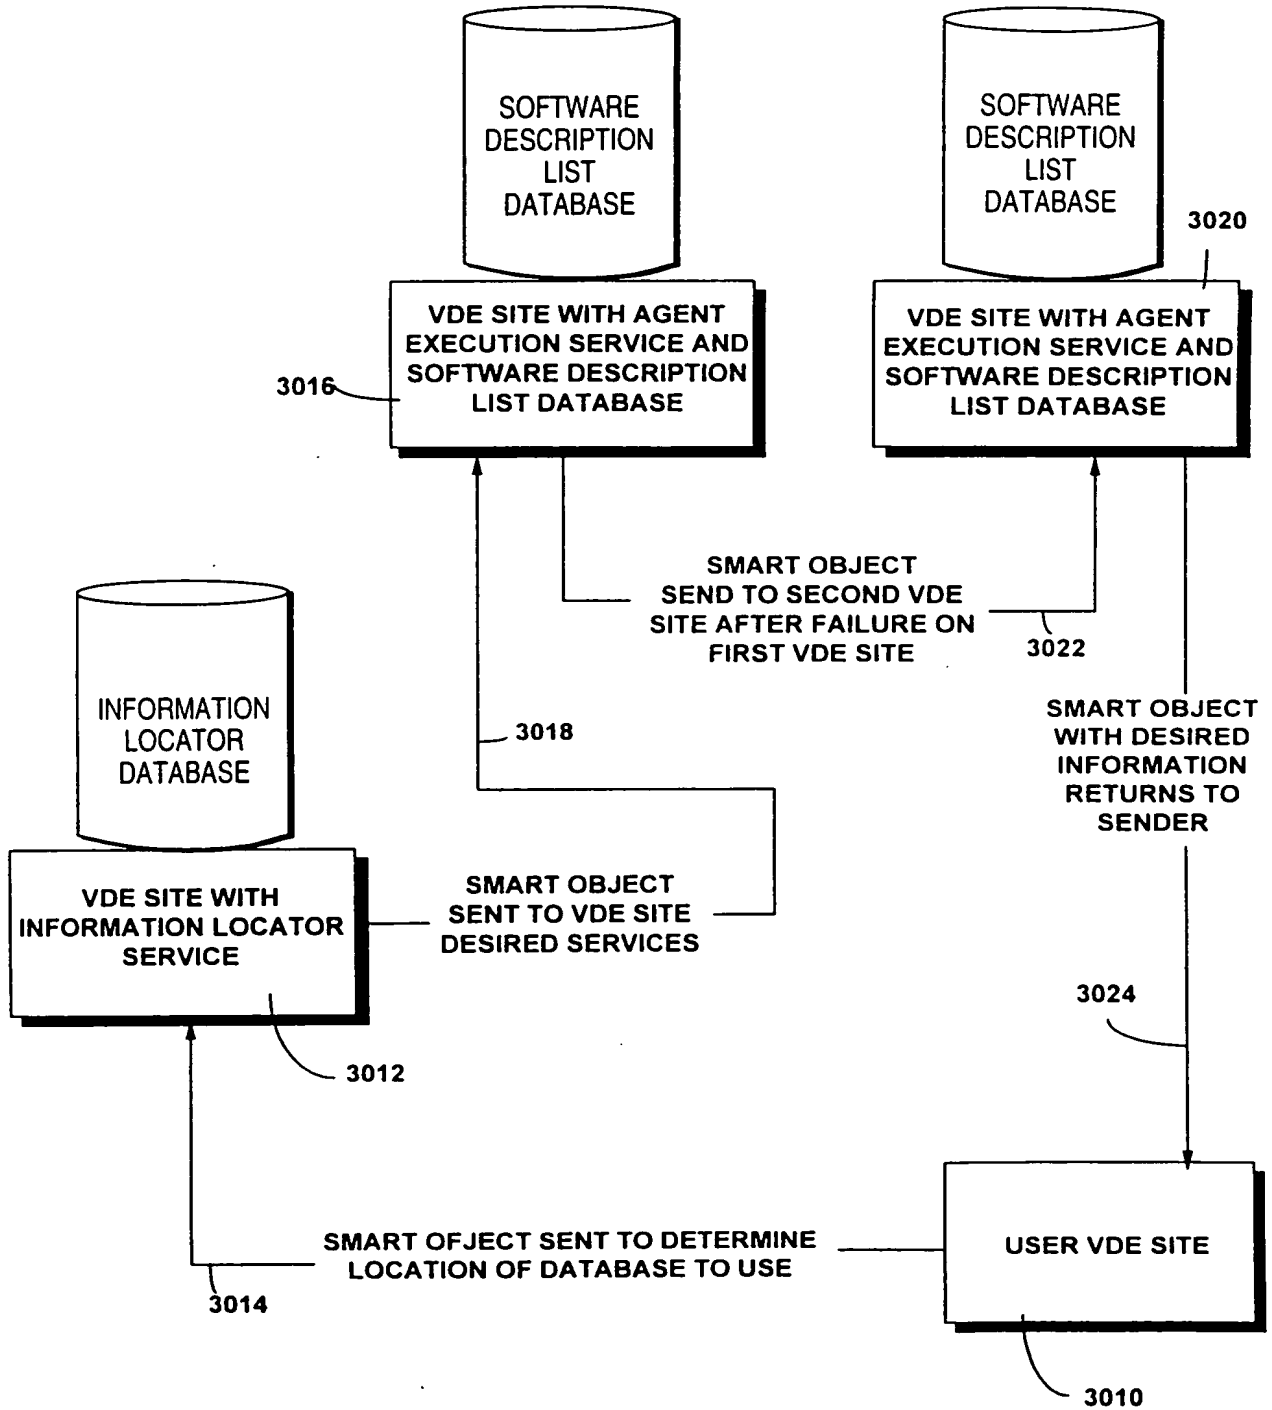 SOFTWARE
DESCRIPTION
LIST
DATABASE
SOFTWARE
DESCRIPTION
LIST
DATABASE
3020
VDE SITE WITH AGENT
EXECUTION SERVICE AND
SOFTWARE DESCRIPTION
LIST DATABASE
3016
VDE SITE WITH AGENT
EXECUTION SERVICE AND
SOFTWARE DESCRIPTION
LIST DATABASE
SMART OBJECT
SEND TO SECOND VDE
SITE AFTER FAILURE ON
FIRST VDE SITE
3022
INFORMATION
LOCATOR
DATABASE
3018
SMART OBJECT
WITH DESIRED
INFORMATION
RETURNS TO
SENDER
VDE SITE WITH
INFORMATION LOCATOR
SERVICE
SMART OBJECT
SENT TO VDE SITE
DESIRED SERVICES
3024
3012
SMART OFJECT SENT TO DETERMINE
LOCATION OF DATABASE TO USE
USER VDE SITE
3014
3010